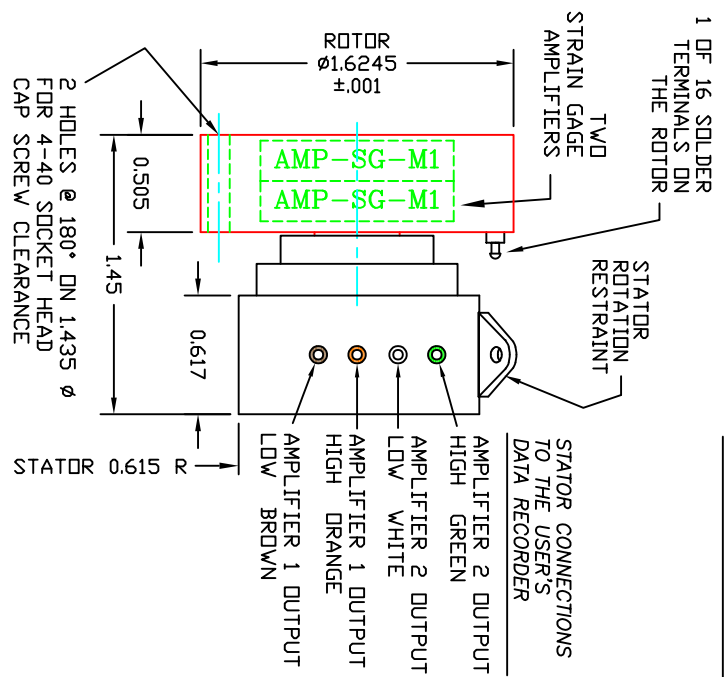 ROTOR
ø1.6245
±.001
1 OF 16 SOLDER
TERMINALS ON
THE ROTOR
TWO
STRAIN GAGE
AMPLIFIERS
AMP-SG-M1
AMP-SG-M1
0.505
1.45
0.617
2 HOLES @ 180° ON 1.435 ø
FOR 4-40 SOCKET HEAD
CAP SCREW CLEARANCE
STATOR
ROTATION
RESTRAINT
STATOR 0.615 R
STATOR CONNECTIONS
TO THE USER'S
DATA RECORDER
AMPLIFIER 2 OUTPUT
HIGH GREEN
AMPLIFIER 2 OUTPUT
LOW WHITE
AMPLIFIER 1 OUTPUT
HIGH ORANGE
AMPLIFIER 1 OUTPUT
LOW BROWN